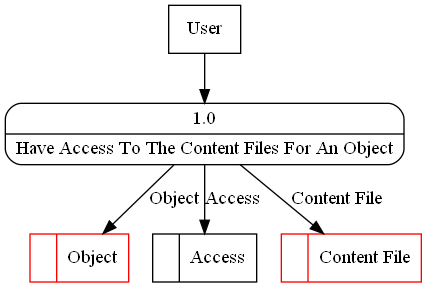 User
1.0
Have Access To The Content Files For An Object
Object
Access
Content File
Object
Access
Content File